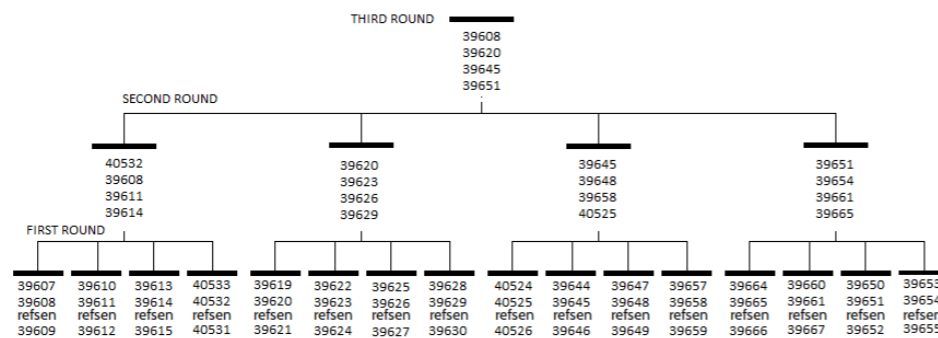 THIRD ROUND
39608
39620
39645
39651
SECOND ROUND
40532 39620 39645 39651
39608 39623 39648 39654
39611 39626 39658 39661
39614 39629 40525 39665
FIRST ROUND
39607 39610 39613 40533 39619 39622 39625 39628 40524 39644 39647 39657 39664 39660 39650 39653
39608 39611 39614 40532 39620 39623 39626 39629 40525 39645 39648 39658 39665 39661 39651 39654
refsen refsen refsen refsen refsen refsen refsen refsen refsen refsen refsen refsen refsen refsen refsen refsen
39609 39612 39615 40531 39621 39624 39627 39630 40526 39646 39649 39659 39666 39667 39652 39655